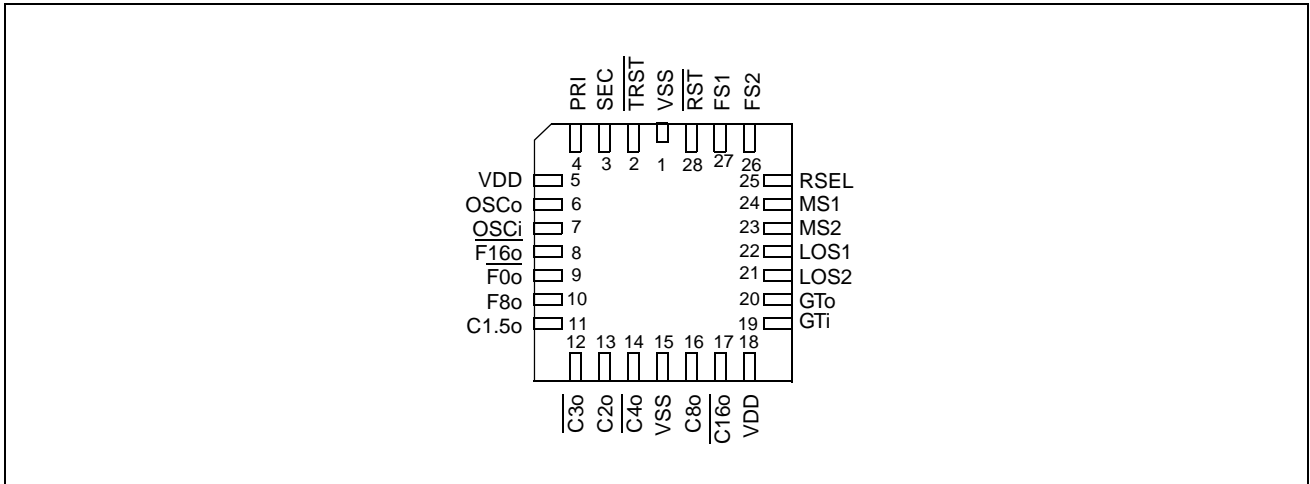 PRI
SEC
TRST
VSS
RST
FS1
FS2
4
3
2
1
28
27
26
VDD 5
OSCo 6
OSCi 7
F16o 8
F0o 9
F8o 10
C1.5o 11
25 RSEL
24 MS1
23 MS2
22 LOS1
21 LOS2
20 GTo
19 GTi
12 13 14 15 16 17 18
C3o
C2o
C4o
VSS
C8o
C16o
VDD